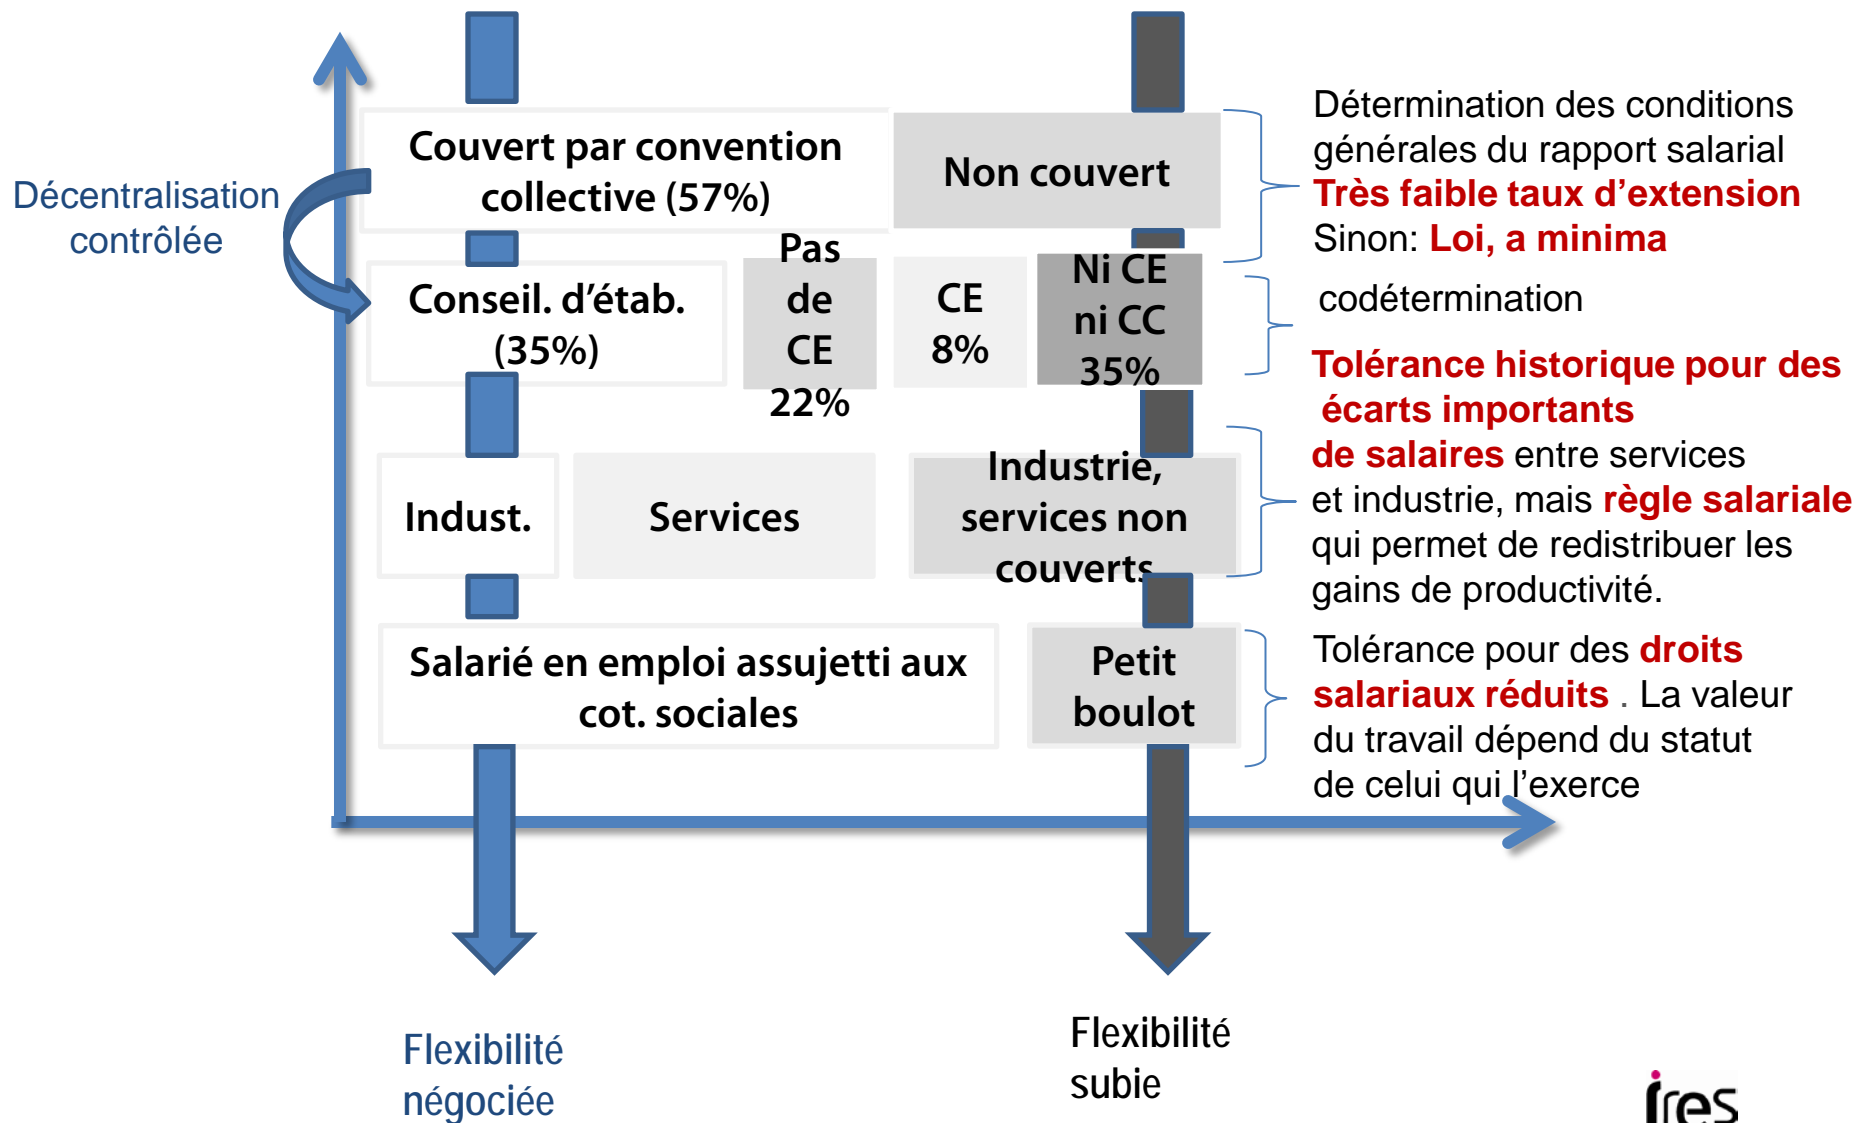 Décentralisation
contrôlée
Couvert par convention
collective (57%)
Non couvert
Détermination des conditions
générales du rapport salarial
Très faible taux d’extension
Sinon: Loi, a minima
Conseil. d’étab.
(35%)
Pas
de
CE
22%
CE
8%
Ni CE
ni CC
35%
codétermination
Indust.
Services
Industrie,
services non
couverts
Tolérance historique pour des
écarts importants
de salaires entre services
et industrie, mais règle salariale
qui permet de redistribuer les
gains de productivité.
Salarié en emploi assujetti aux
cot. sociales
Petit
boulot
Tolérance pour des droits
salariaux réduits . La valeur
du travail dépend du statut
de celui qui l’exerce
Flexibilité
négociée
Flexibilité
subie
ires